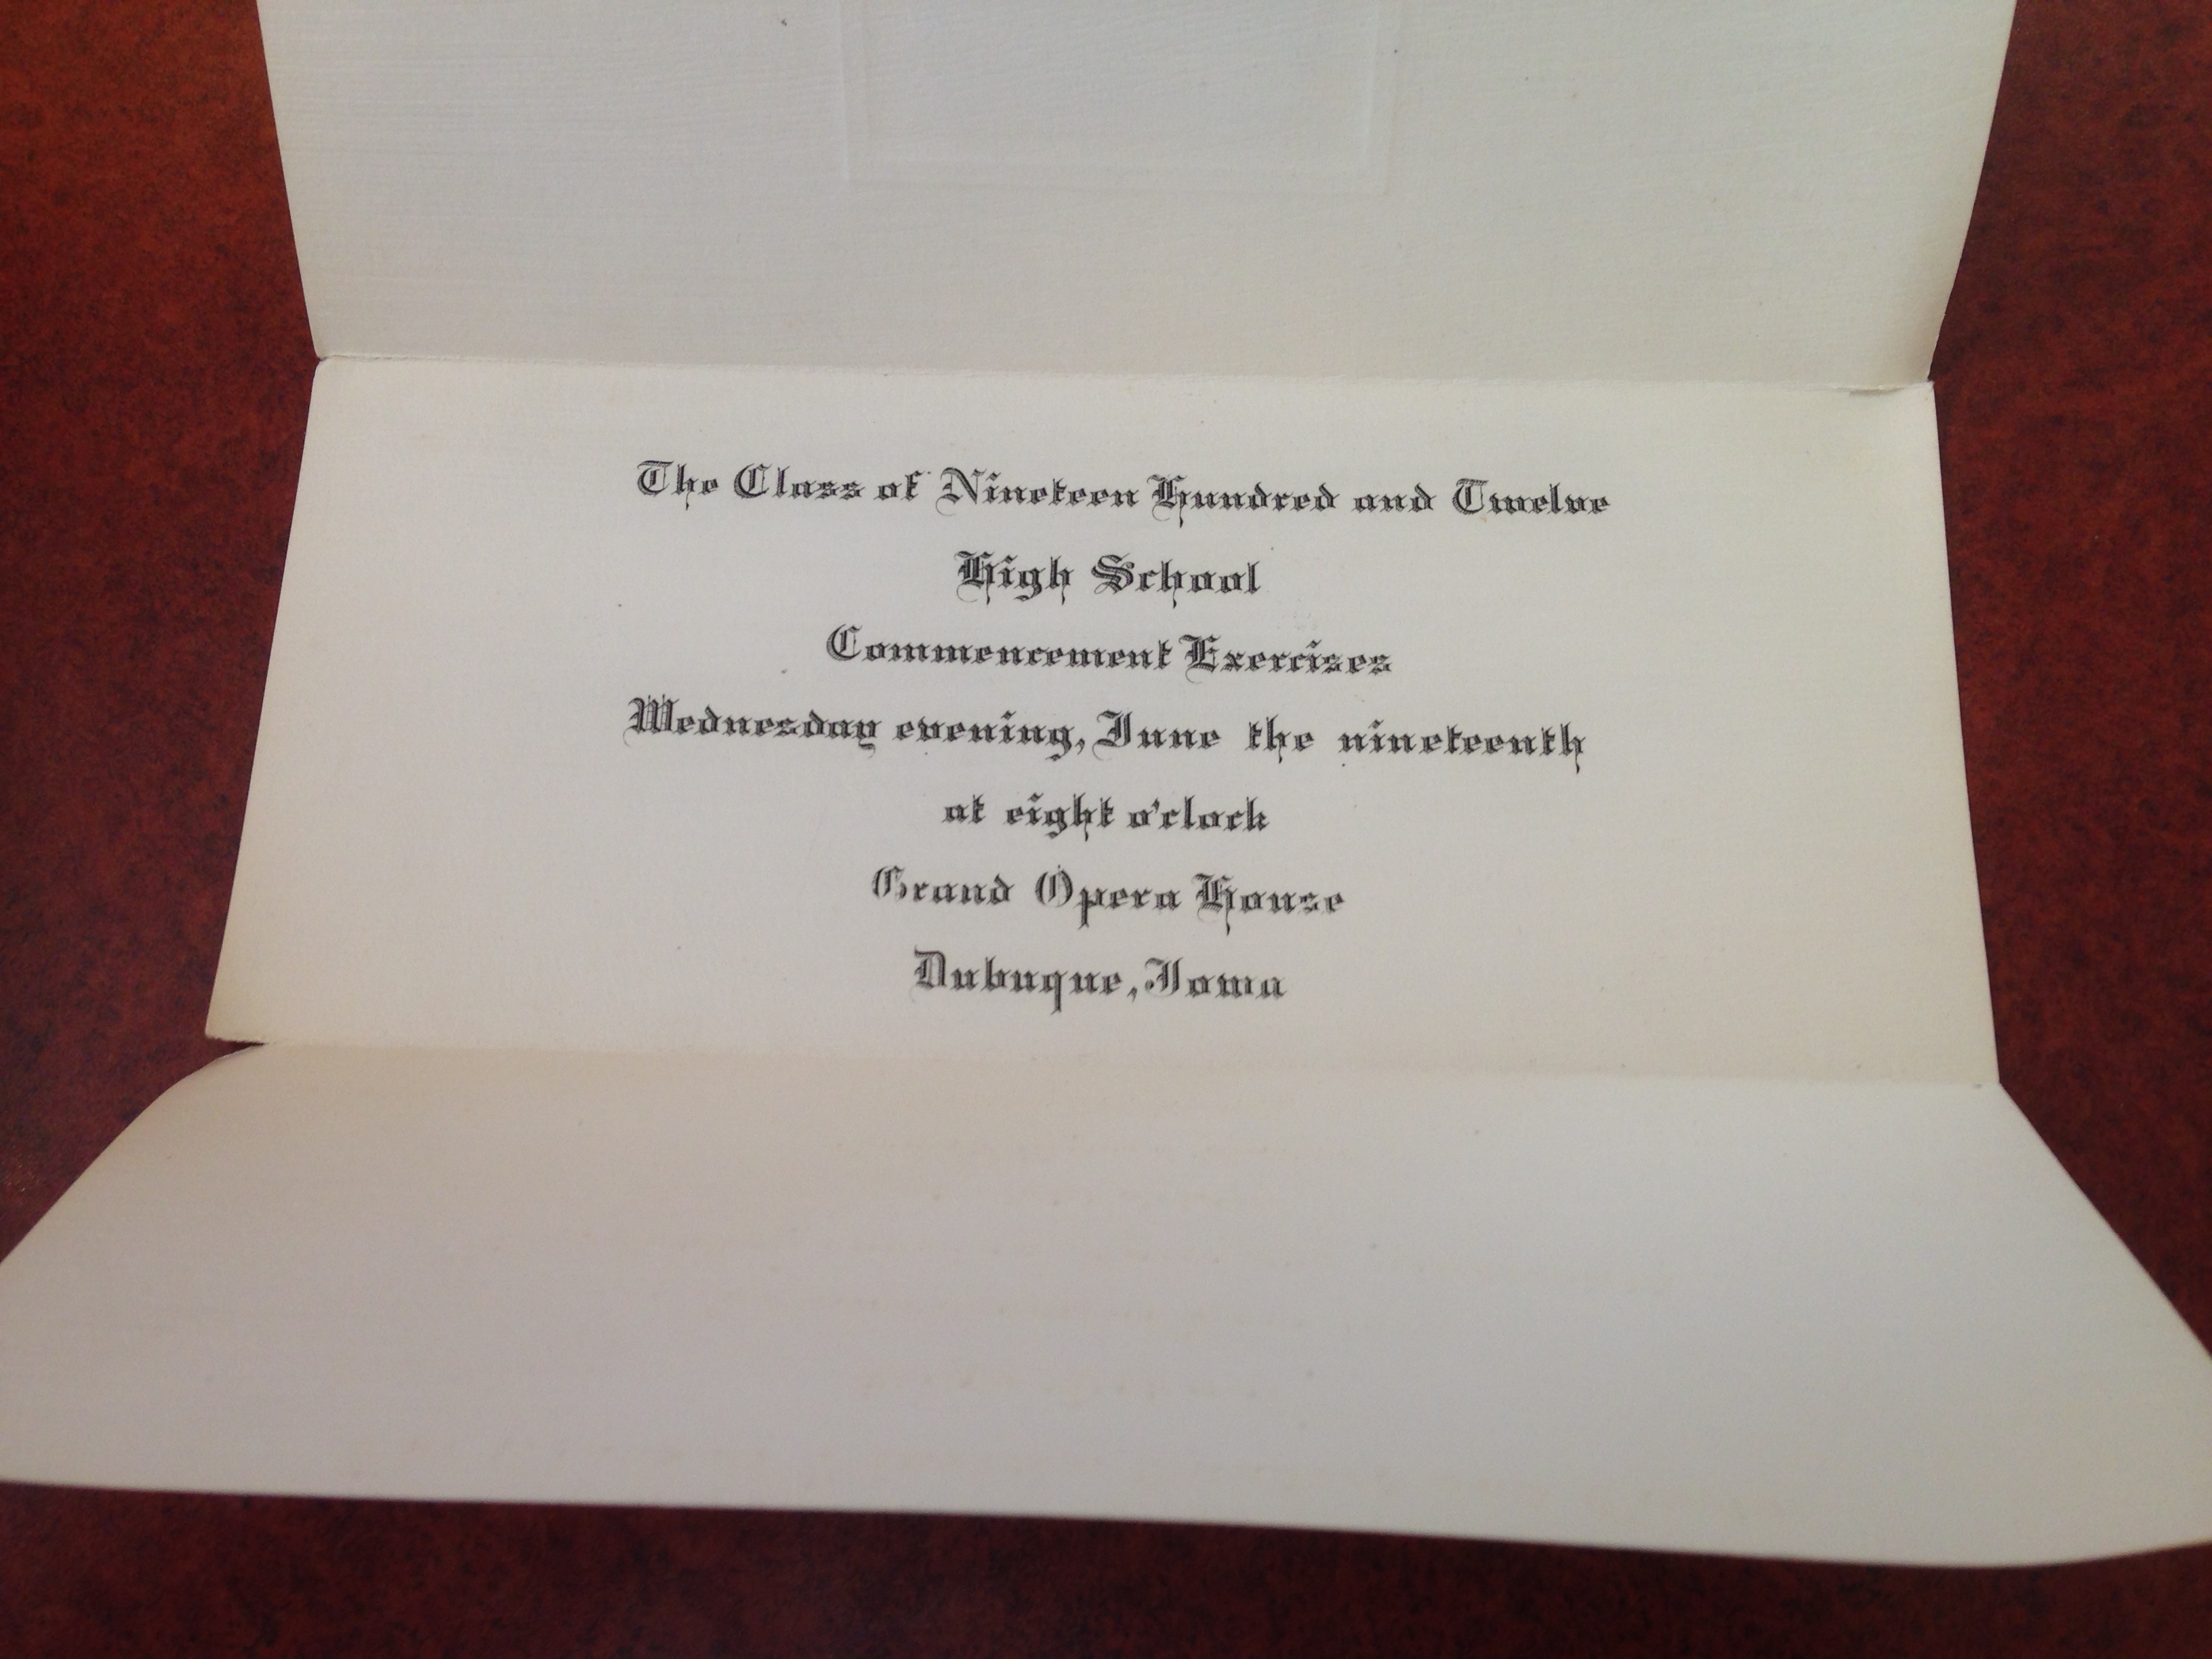 The Class of Nineteen Hundred and Twelve
High School
Commencement Exercises
Wednesday evening, June the nineteenth
at eight o'clock
Grand Opera House
Dubuque, Iowa